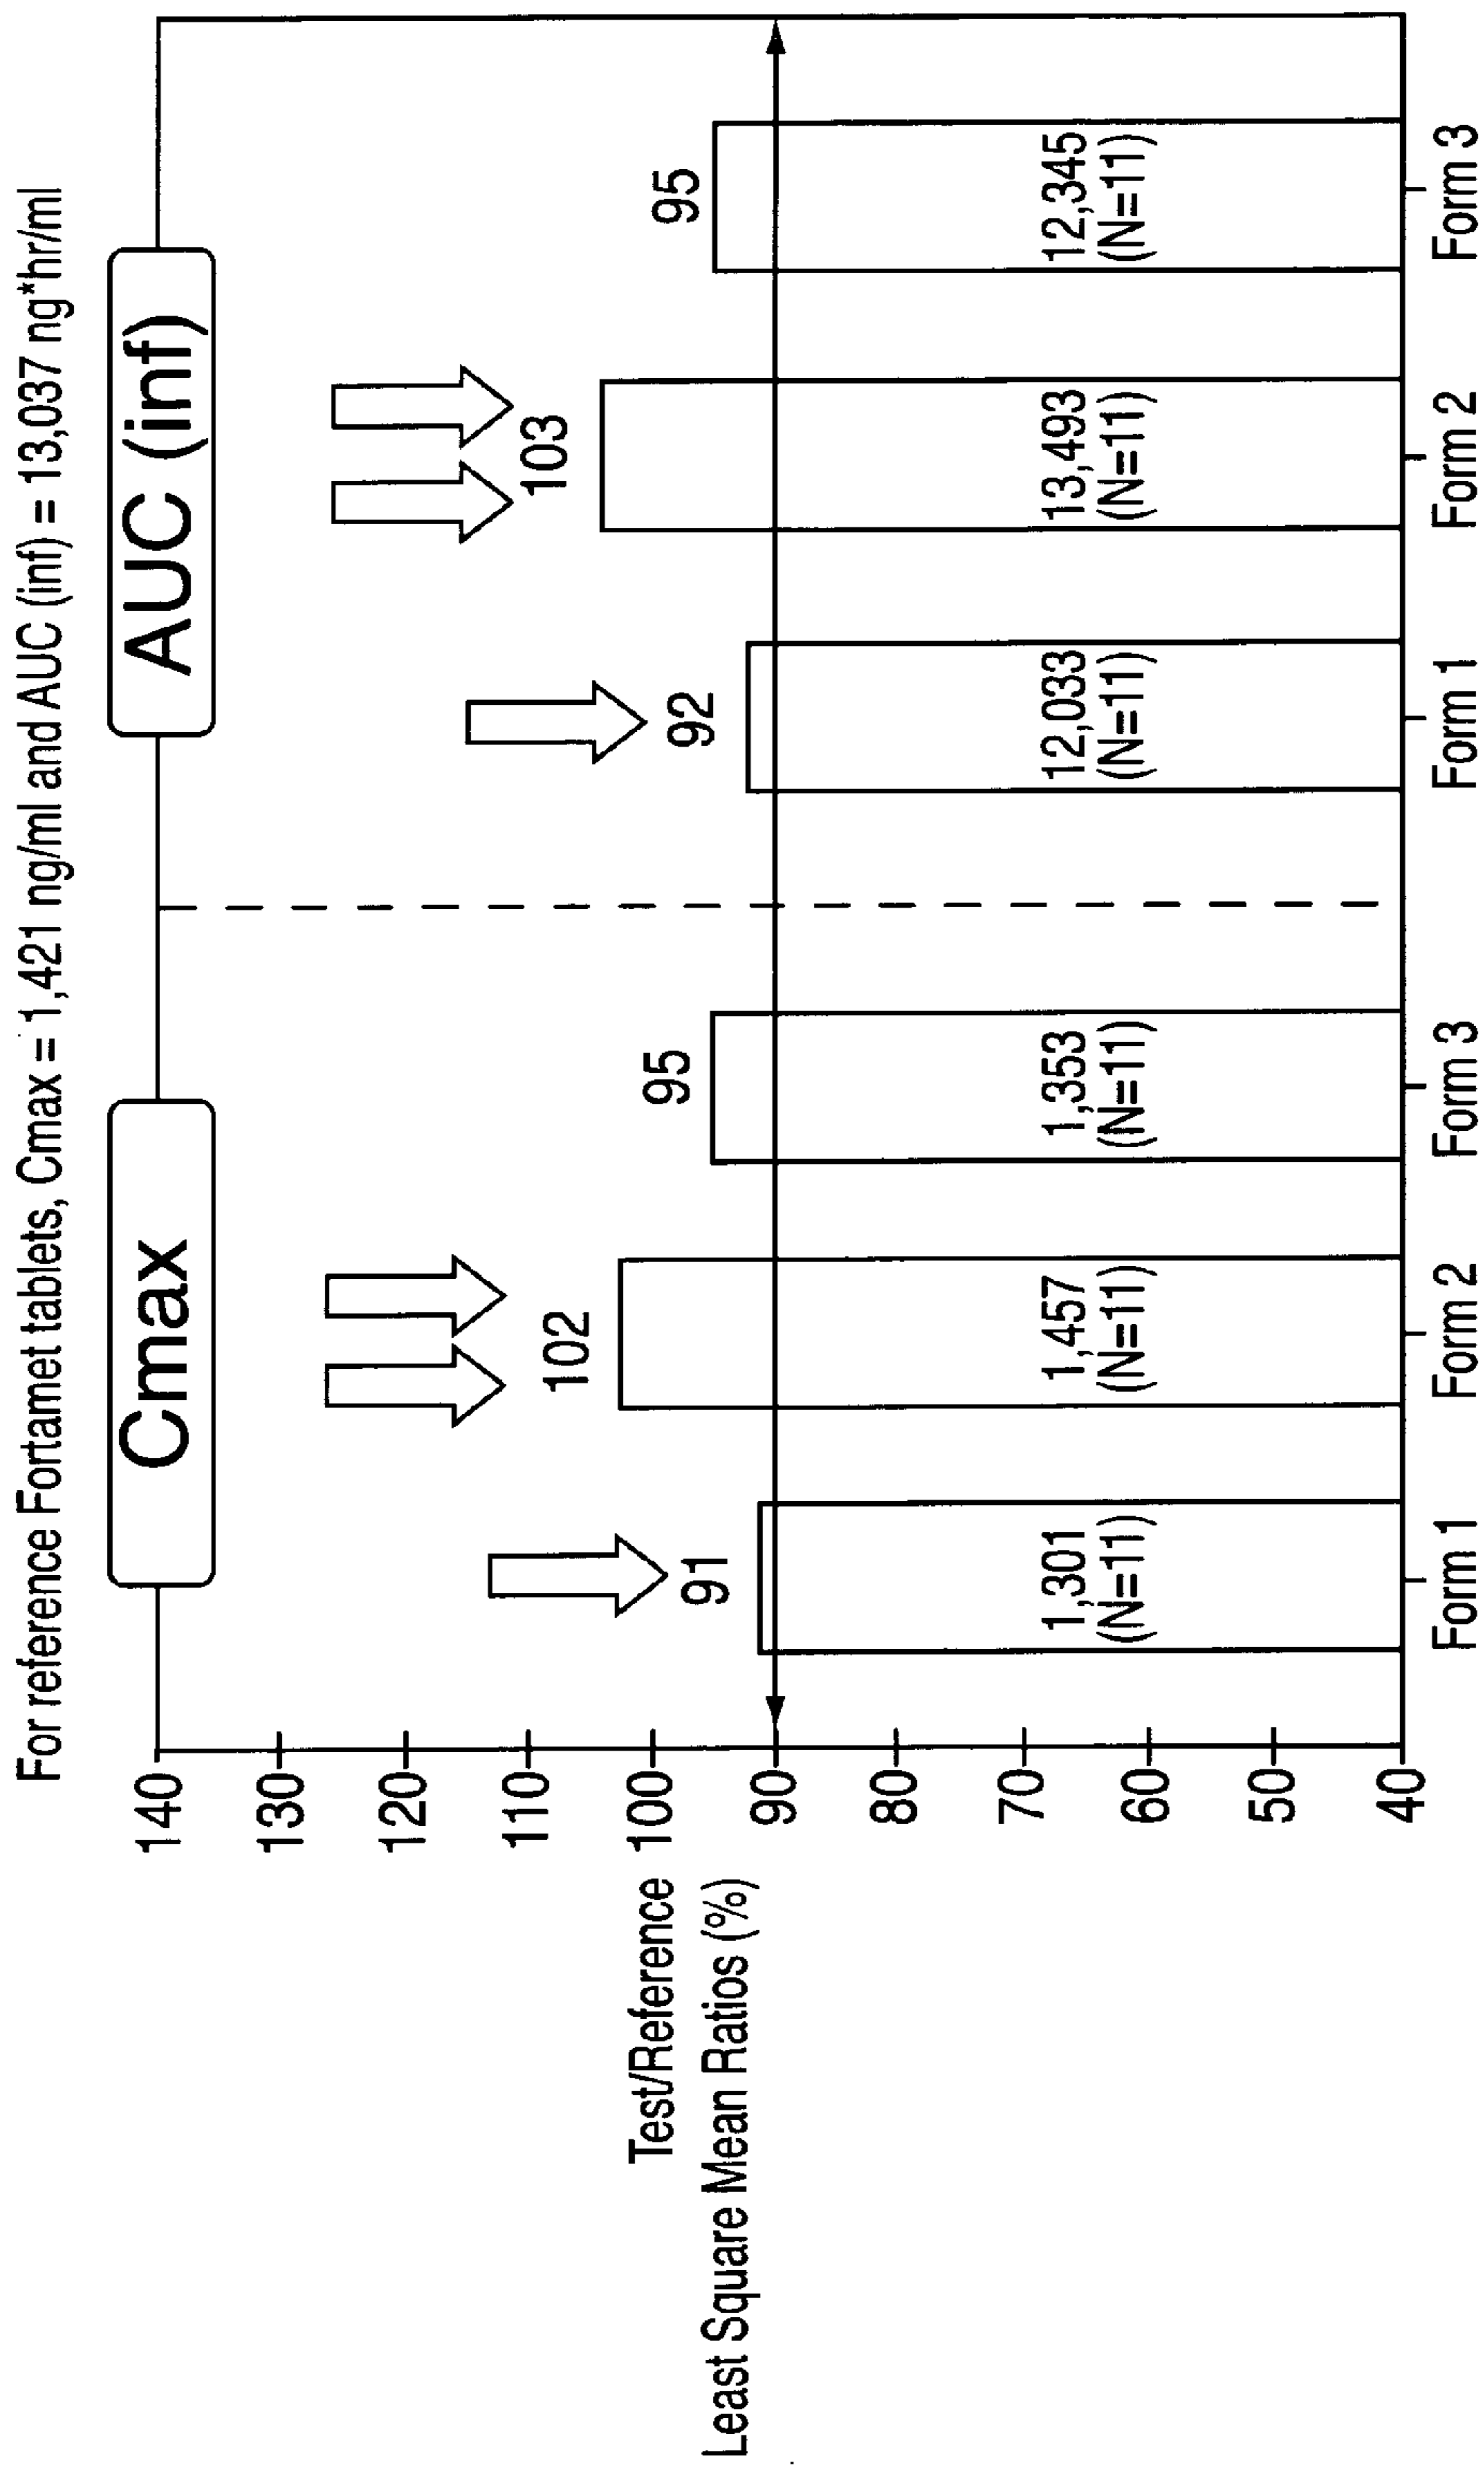 For reference Fortamet tablets, Cmax = 1,421 ng/ml and AUC (inf) = 13,037 ng*hr/ml
Cmax
AUC (inf)
140
130
120
110
100
90
80
70
60
50
40
Test/Reference
Least Square Mean Ratios (%)
91
102
95
92
103
95
1,301
(N=11)
1,457
(N=11)
1,353
(N=11)
12,033
(N=11)
13,493
(N=11)
12,345
(N=11)
Form 1
Form 2
Form 3
Form 1
Form 2
Form 3